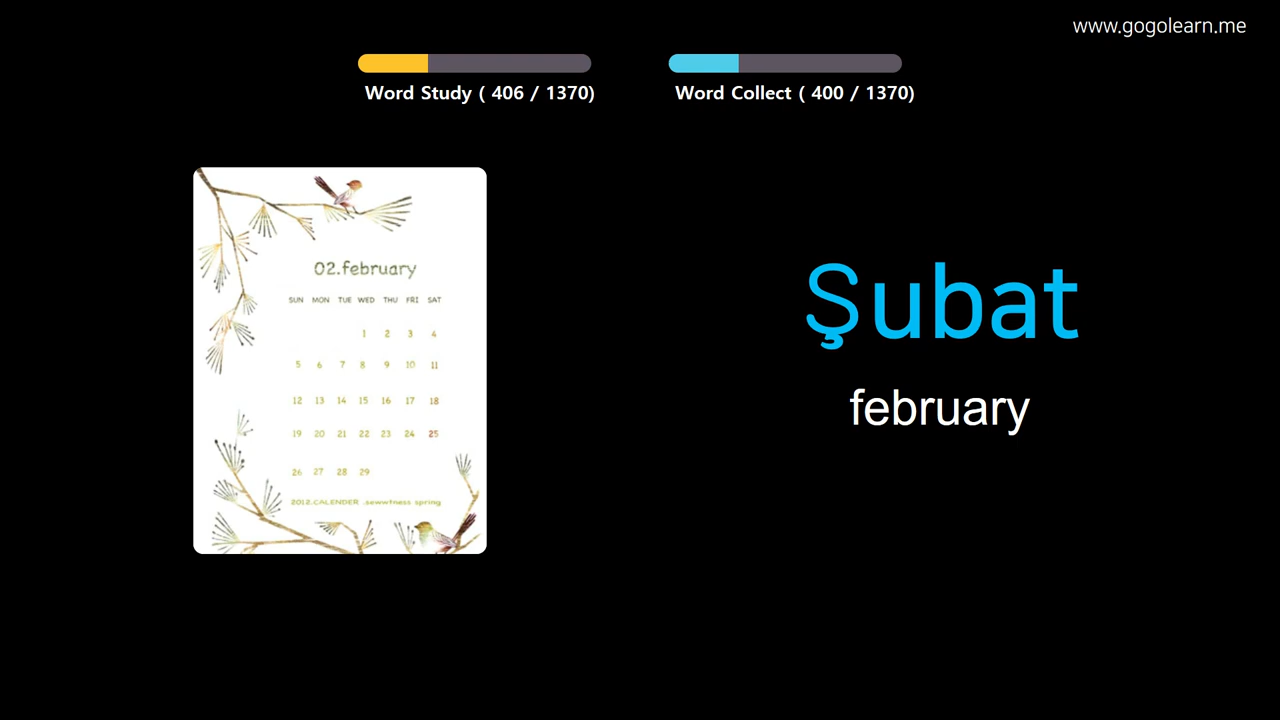 www.gogolearn.me
Word Study ( 406 / 1370)
Word Collect ( 400 / 1370)
02.february
SUN MON TUE WED THU FRI SAT
1 2 3 4
5 6 7 8 9 10 11
12 13 14 15 16 17 18
19 20 21 22 23 24 25
26 27 28 29
2012.CALENDER .sewwtness spring
Şubat
february